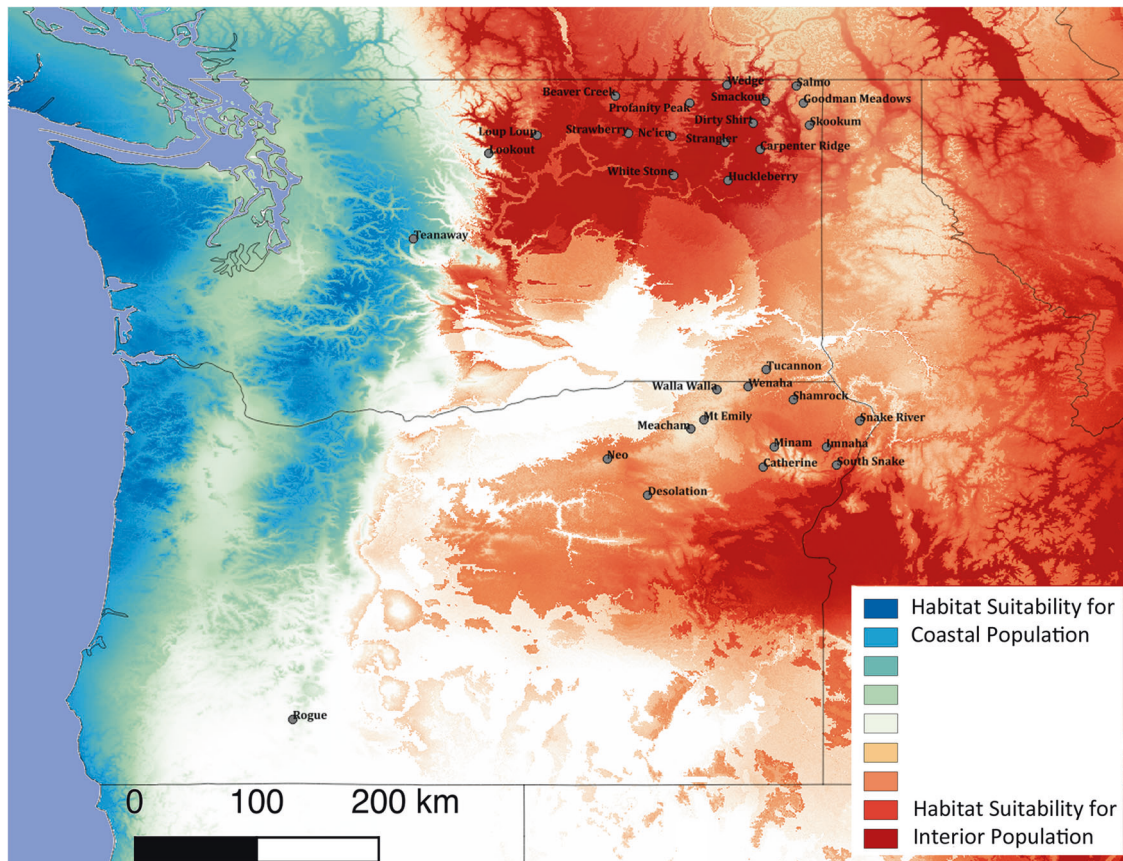 Wedge
Salmo
Beaver Creek
Smackout
Profanity Peak
Goodman Meadows
Dirty Shirt
Skookum
Loup Loup
Strawberry
Nc'icn
Strangler
Lookout
Carpenter Ridge
White Stone
Huckleberry
Teanaway
Tucannon
Walla Walla
Wenaha
Shamrock
Mt Emily
Snake River
Meacham
Minam
Imnaha
Neo
Catherine
South Snake
Desolation
Rogue
Habitat Suitability for
Coastal Population
Habitat Suitability for
Interior Population
0 100 200 km